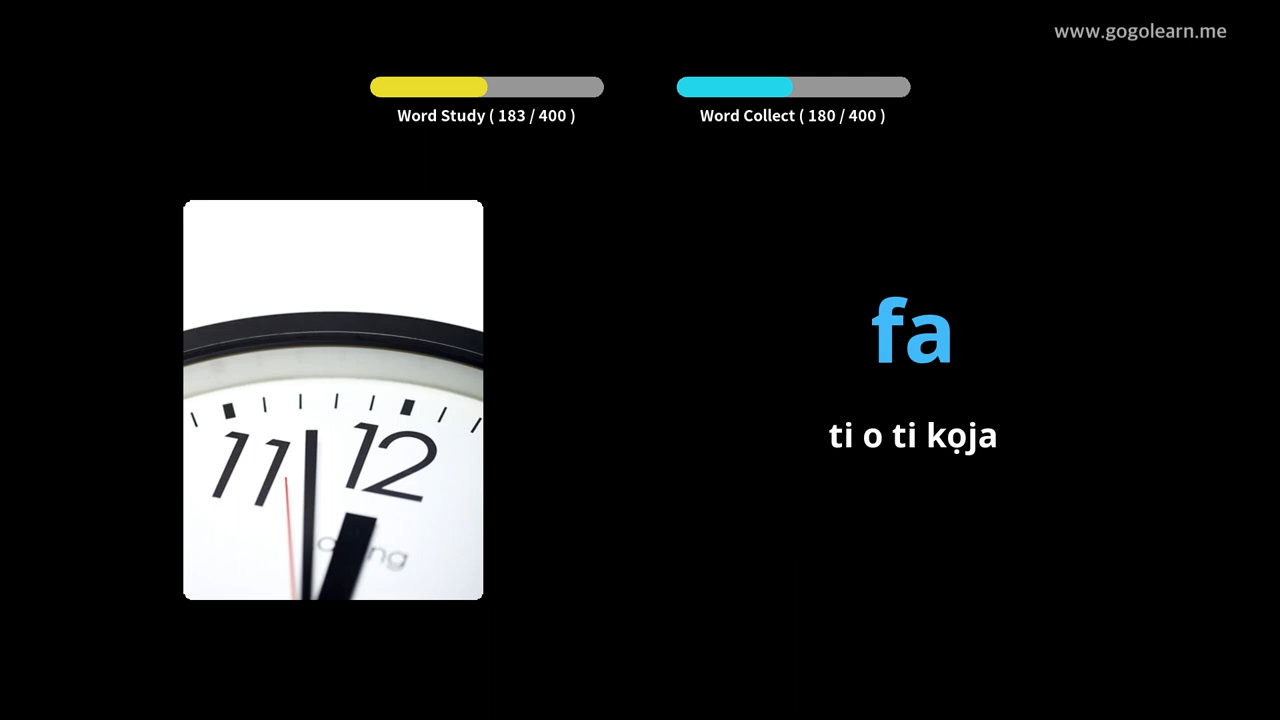 www.gogolearn.me
Word Study ( 183 / 400 )
Word Collect ( 180 / 400 )
11
12
fa
ti o ti kọja